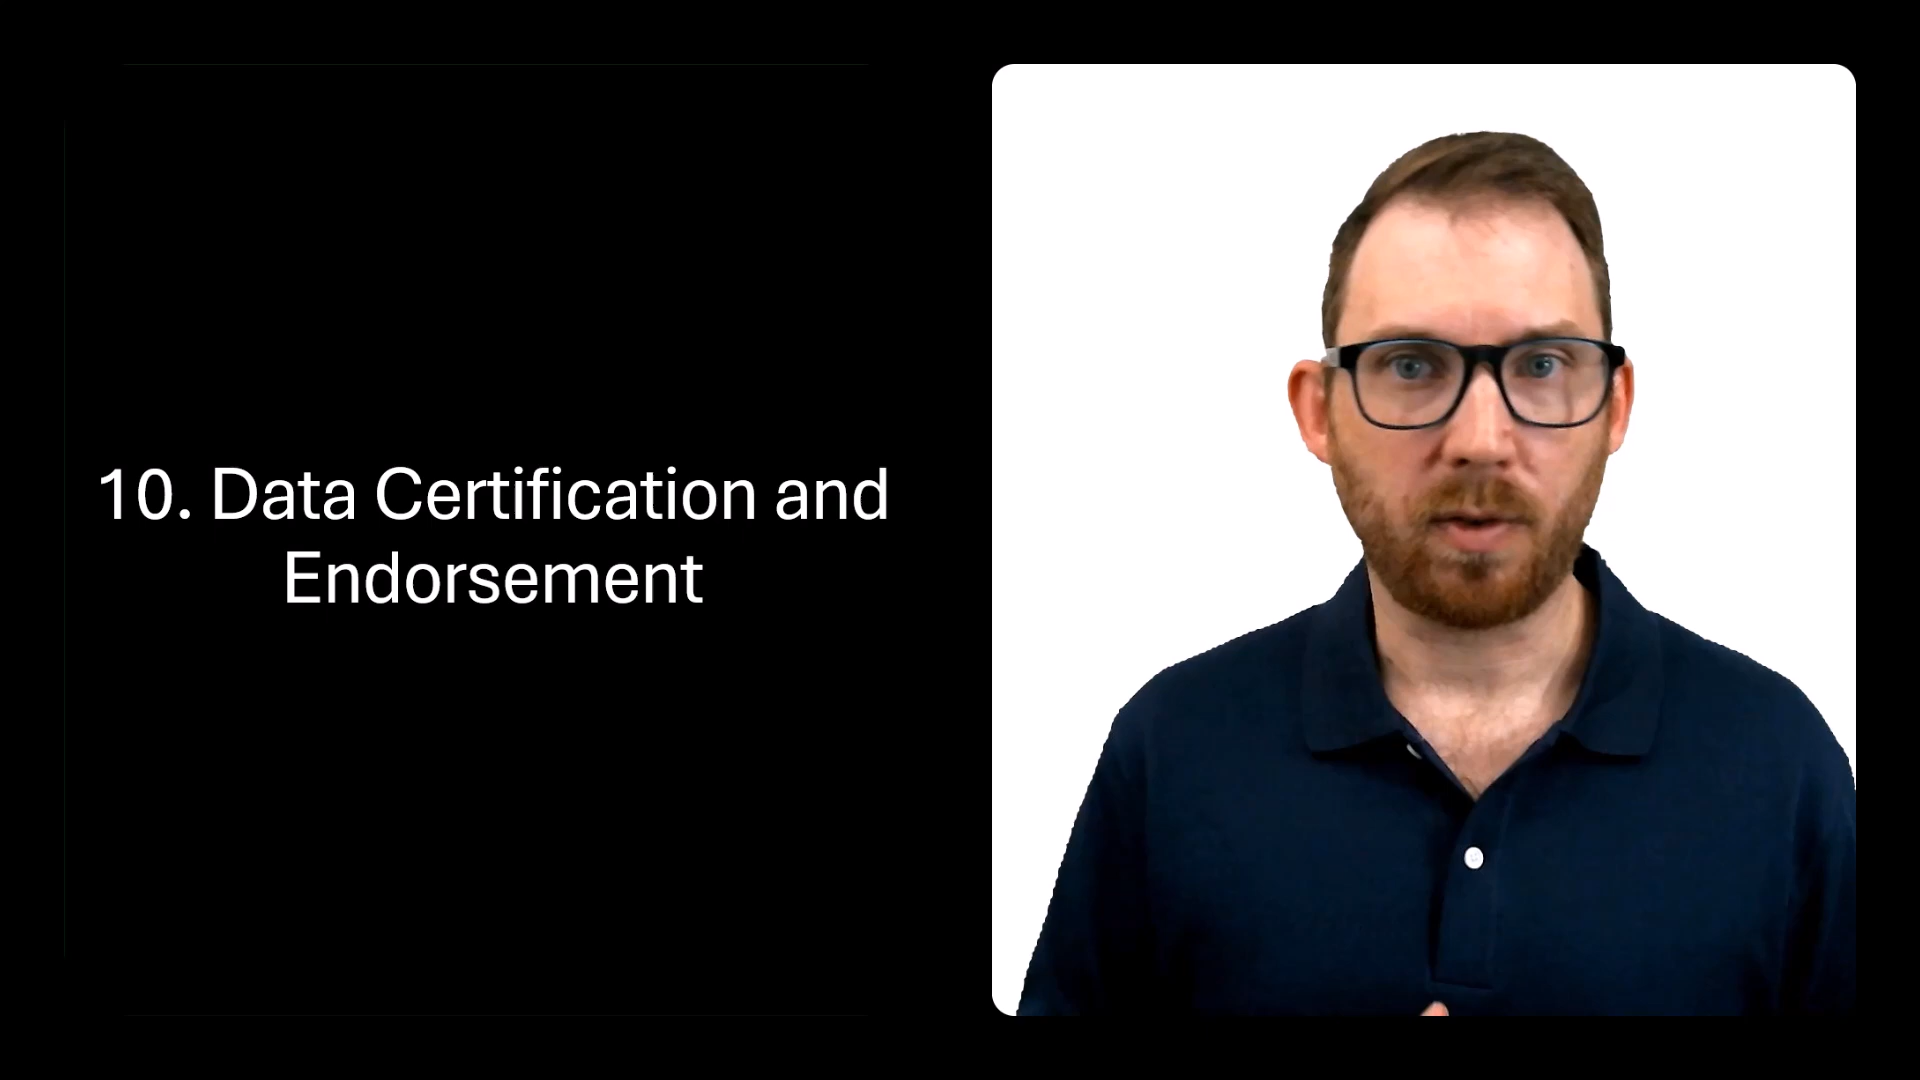 10. Data Certification and
Endorsement